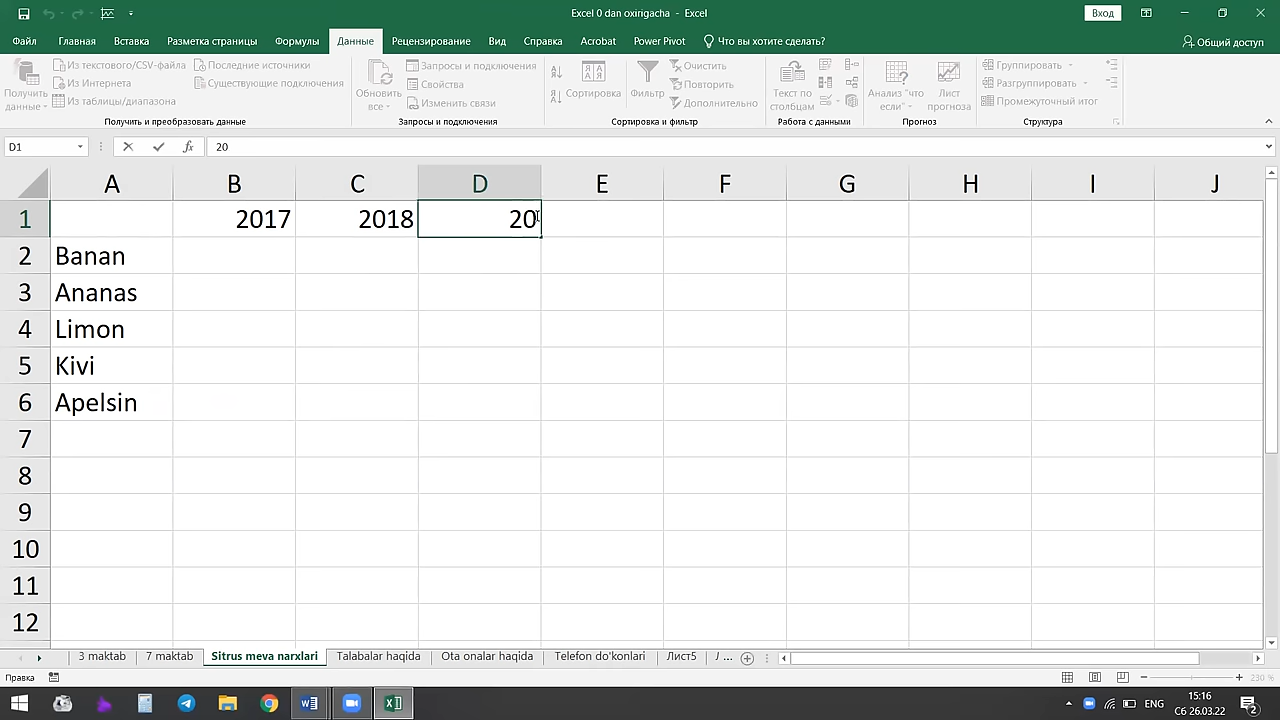 Excel 0 dan oxirigacha - Excel
Вход
Файл Главная Вставка Разметка страницы Формулы Данные Рецензирование Вид Справка Acrobat Power Pivot Что вы хотите сделать? Общий доступ
Получить данные
Из текстового/CSV-файла
Из Интернета
Из таблицы/диапазона
Последние источники
Существующие подключения
Получить и преобразовать данные
Обновить все
Запросы и подключения
Свойства
Изменить связи
Запросы и подключения
Сортировка
Фильтр
Очистить
Повторить
Дополнительно
Сортировка и фильтр
Текст по столбцам
Работа с данными
Анализ "что если"
Лист прогноза
Прогноз
Группировать
Разгруппировать
Промежуточный итог
Структура
D1 fx 20
A B C D E F G H I J
1 2017 2018 20
2 Banan
3 Ananas
4 Limon
5 Kivi
6 Apelsin
7
8
9
10
11
12
3 maktab 7 maktab Sitrus meva narxlari Talabalar haqida Ota onalar haqida Telefon do'konlari Лист5 ...
Правка 230 %
ENG 15:16
Сб 26.03.22 2